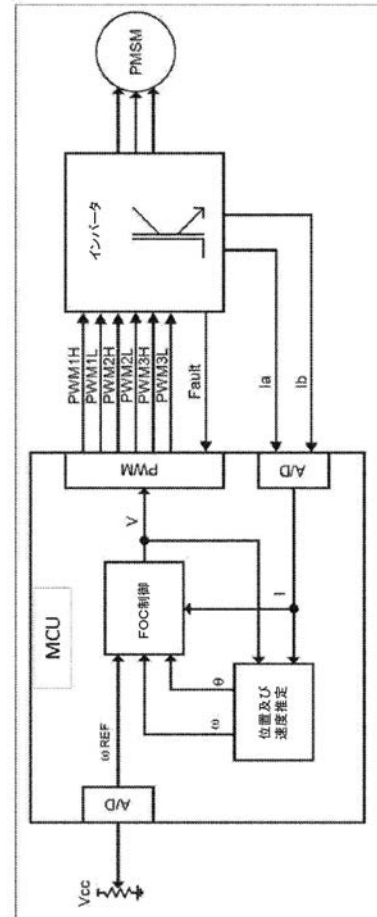 MCU
Vcc
A/D
ωREF
FOC制御
V
PWM
ω
θ
I
位置及び
速度推定
A/D
PWM1H
PWM1L
PWM2H
PWM2L
PWM3H
PWM3L
Fault
Ia
Ib
インバータ
PMSM